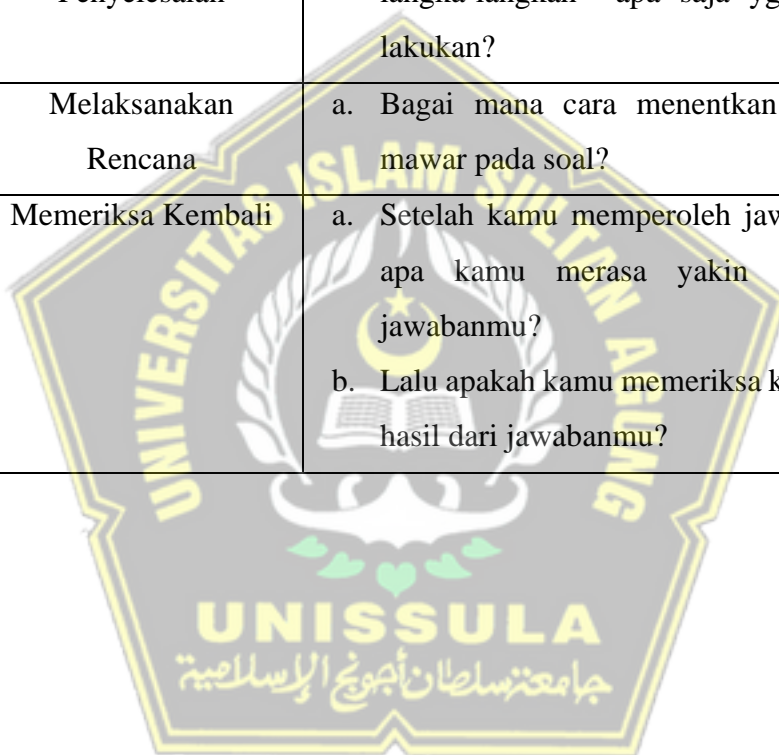 Penyelesaian
langka-langkah apa saja yg
lakukan?
Melaksanakan
Rencana
a. Bagai mana cara menentkan
mawar pada soal?
Memeriksa Kembali
a. Setelah kamu memperoleh jaw
apa kamu merasa yakin
jawabanmu?
b. Lalu apakah kamu memeriksa k
hasil dari jawabanmu?
UNIVERSITAS ISLAM SULTAN AGUNG
UNISSULA
جامعة سلطان أجونج الإسلامية